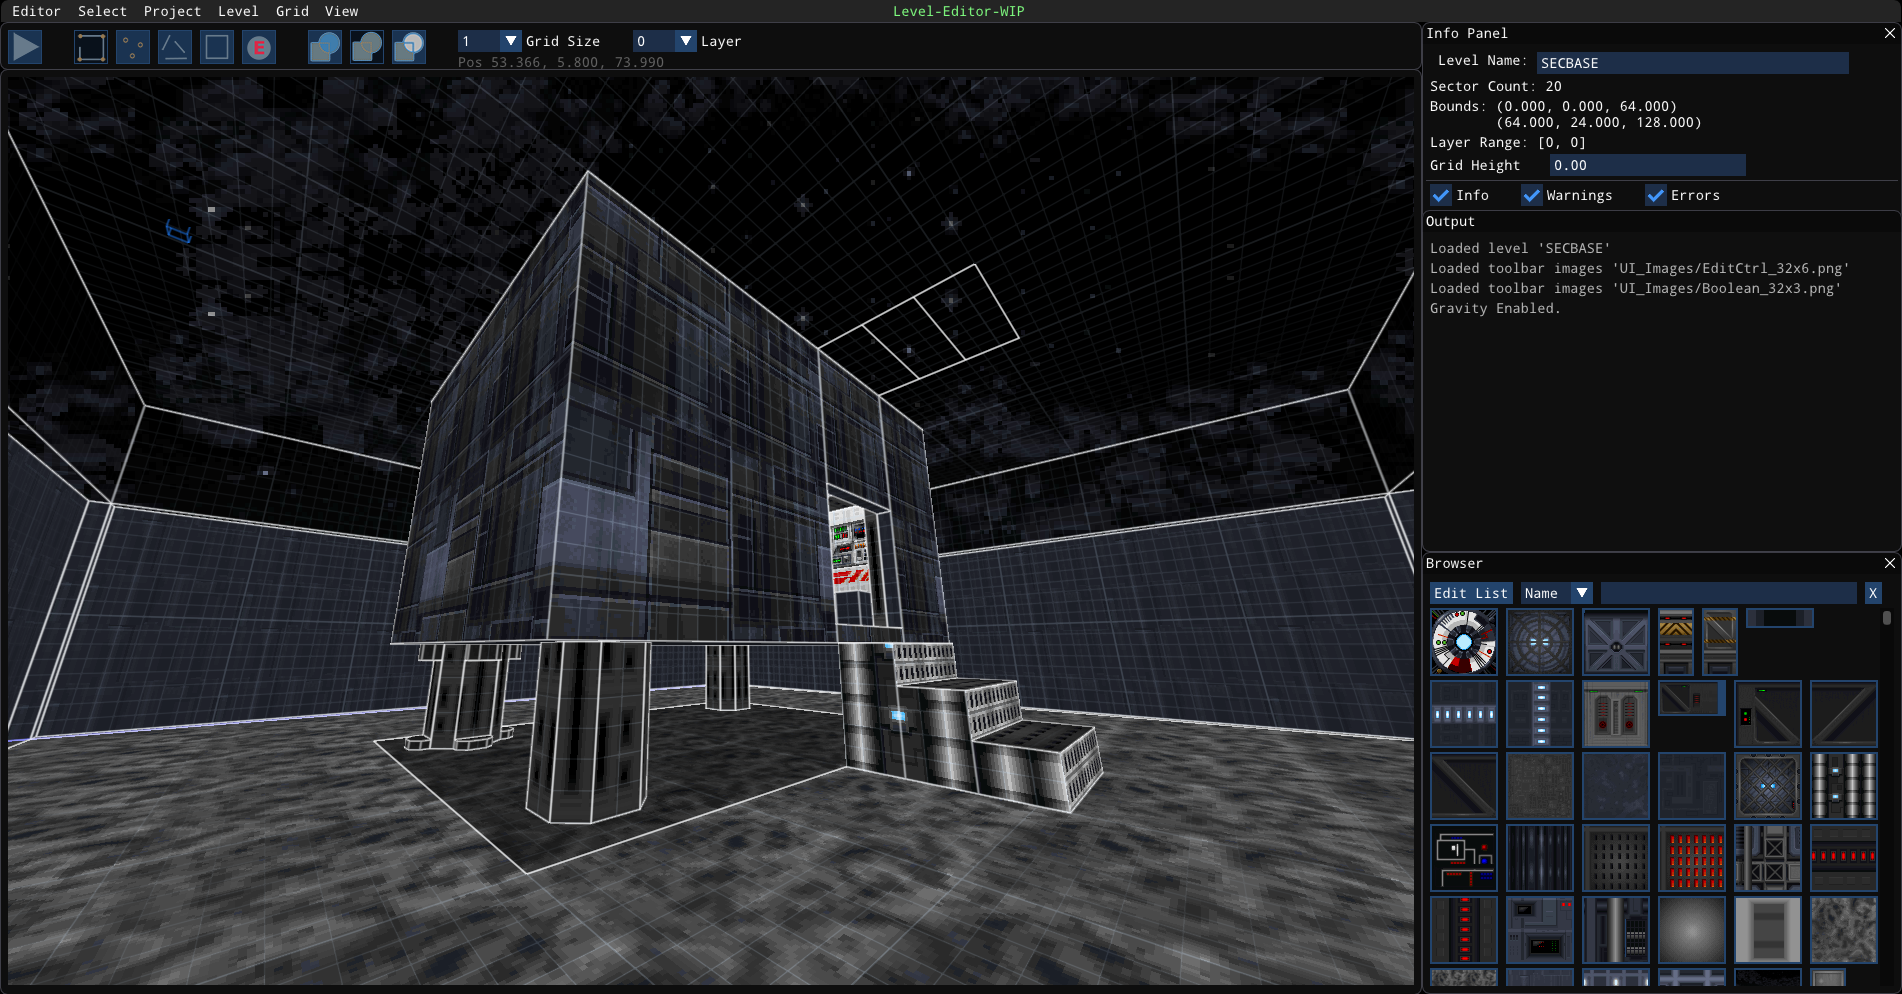 Editor Select Project Level Grid View Level-Editor-WIP
E 1 Grid Size 0 Layer
Pos 53.366, 5.800, 73.990
Info Panel
Level Name: SECBASE
Sector Count: 20
Bounds: (0.000, 0.000, 64.000)
(64.000, 24.000, 128.000)
Layer Range: [0, 0]
Grid Height 0.00
Info Warnings Errors
Output
Loaded level 'SECBASE'
Loaded toolbar images 'UI_Images/EditCtrl_32x6.png'
Loaded toolbar images 'UI_Images/Boolean_32x3.png'
Gravity Enabled.
Browser
Edit List Name X